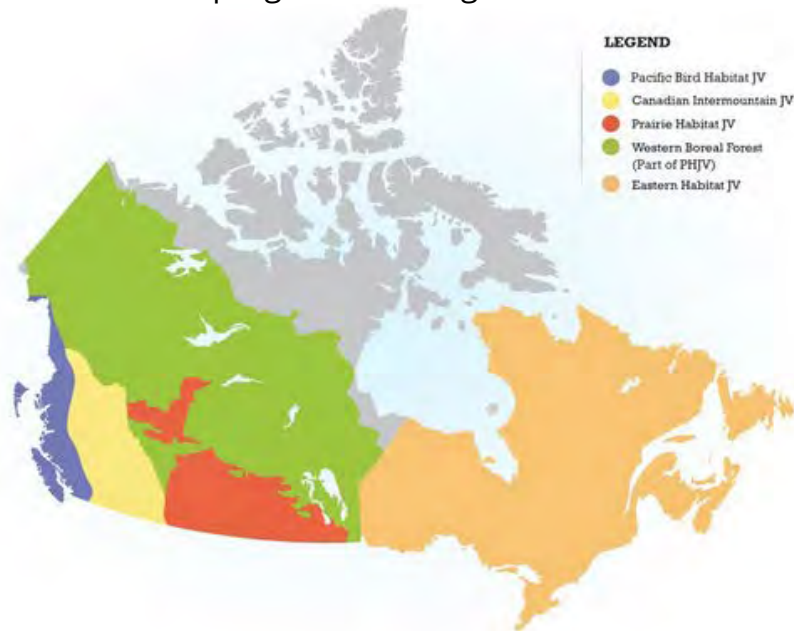 LEGEND
Pacific Bird Habitat JV
Canadian Intermountain JV
Prairie Habitat JV
Western Boreal Forest
(Part of PHJV)
Eastern Habitat JV